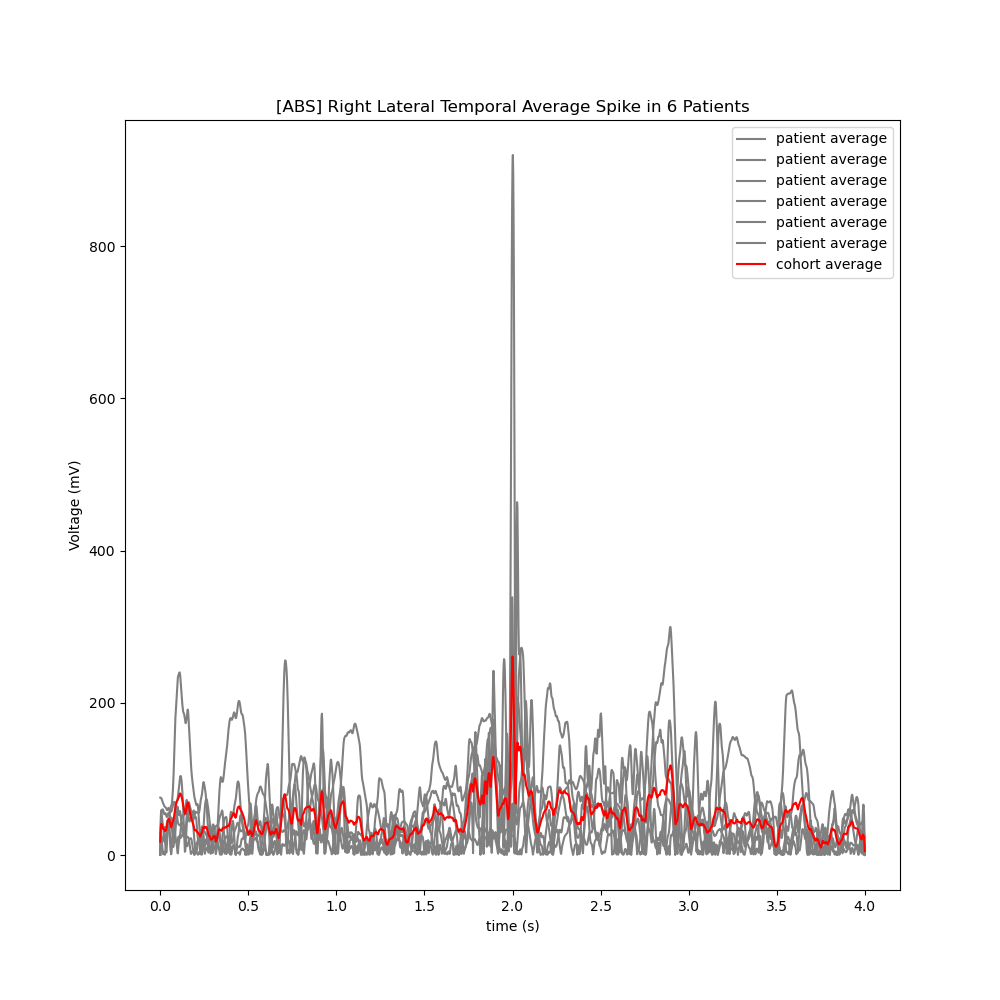 [ABS] Right Lateral Temporal Average Spike in 6 Patients
patient average
patient average
patient average
patient average
patient average
patient average
cohort average
Voltage (mV)
800
600
400
200
0
0.0 0.5 1.0 1.5 2.0 2.5 3.0 3.5 4.0
time (s)